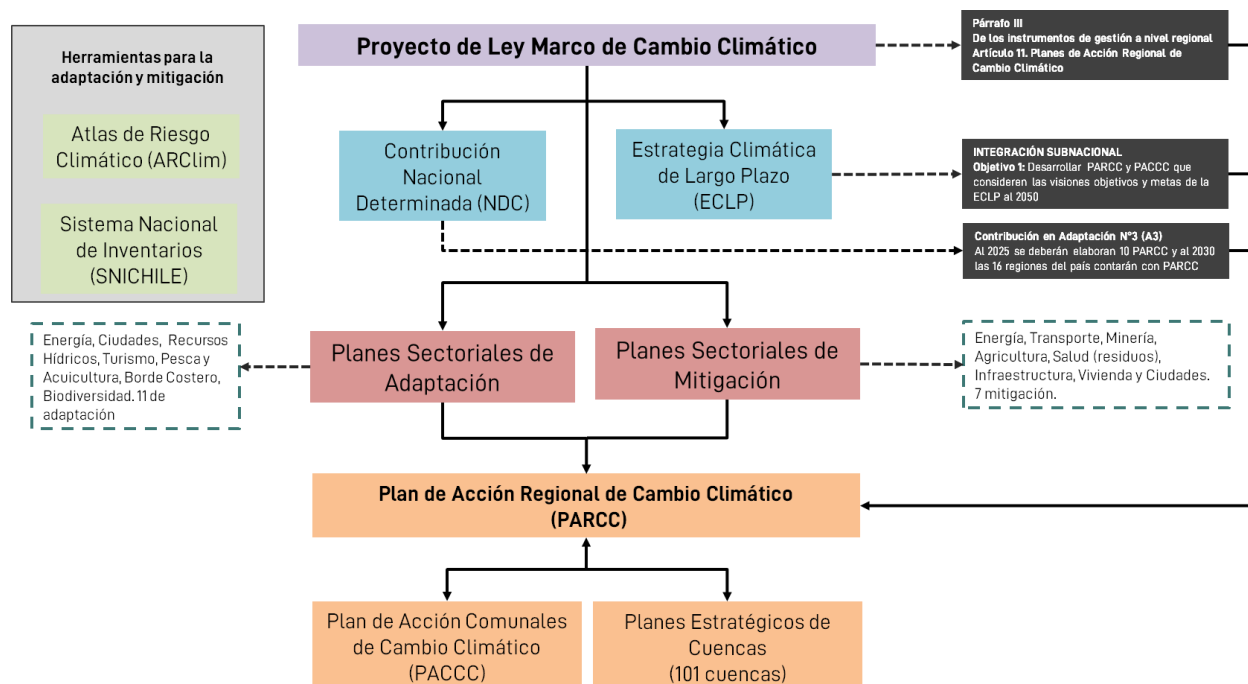 Herramientas para la
adaptación y mitigación
Atlas de Riesgo
Climático (ARClim)
Sistema Nacional
de Inventarios
(SNICHILE)
Proyecto de Ley Marco de Cambio Climático
Párrafo III
De los instrumentos de gestión a nivel regional
Artículo 11. Planes de Acción Regional de
Cambio Climático
Contribución
Nacional
Determinada (NDC)
Estrategia Climática
de Largo Plazo
(ECLP)
INTEGRACIÓN SUBNACIONAL
Objetivo 1: Desarrollar PARCC y PACCC que
consideren las visiones objetivos y metas de la
ECLP al 2050
Contribución en Adaptación N°3 (A3)
Al 2025 se deberán elaboran 10 PARCC y al 2030
las 16 regiones del país contarán con PARCC
Energía, Ciudades, Recursos
Hídricos, Turismo, Pesca y
Acuicultura, Borde Costero,
Biodiversidad. 11 de
adaptación
Planes Sectoriales de
Adaptación
Planes Sectoriales de
Mitigación
Energía, Transporte, Minería,
Agricultura, Salud (residuos),
Infraestructura, Vivienda y Ciudades.
7 mitigación.
Plan de Acción Regional de Cambio Climático
(PARCC)
Plan de Acción Comunales
de Cambio Climático
(PACCC)
Planes Estratégicos de
Cuencas
(101 cuencas)